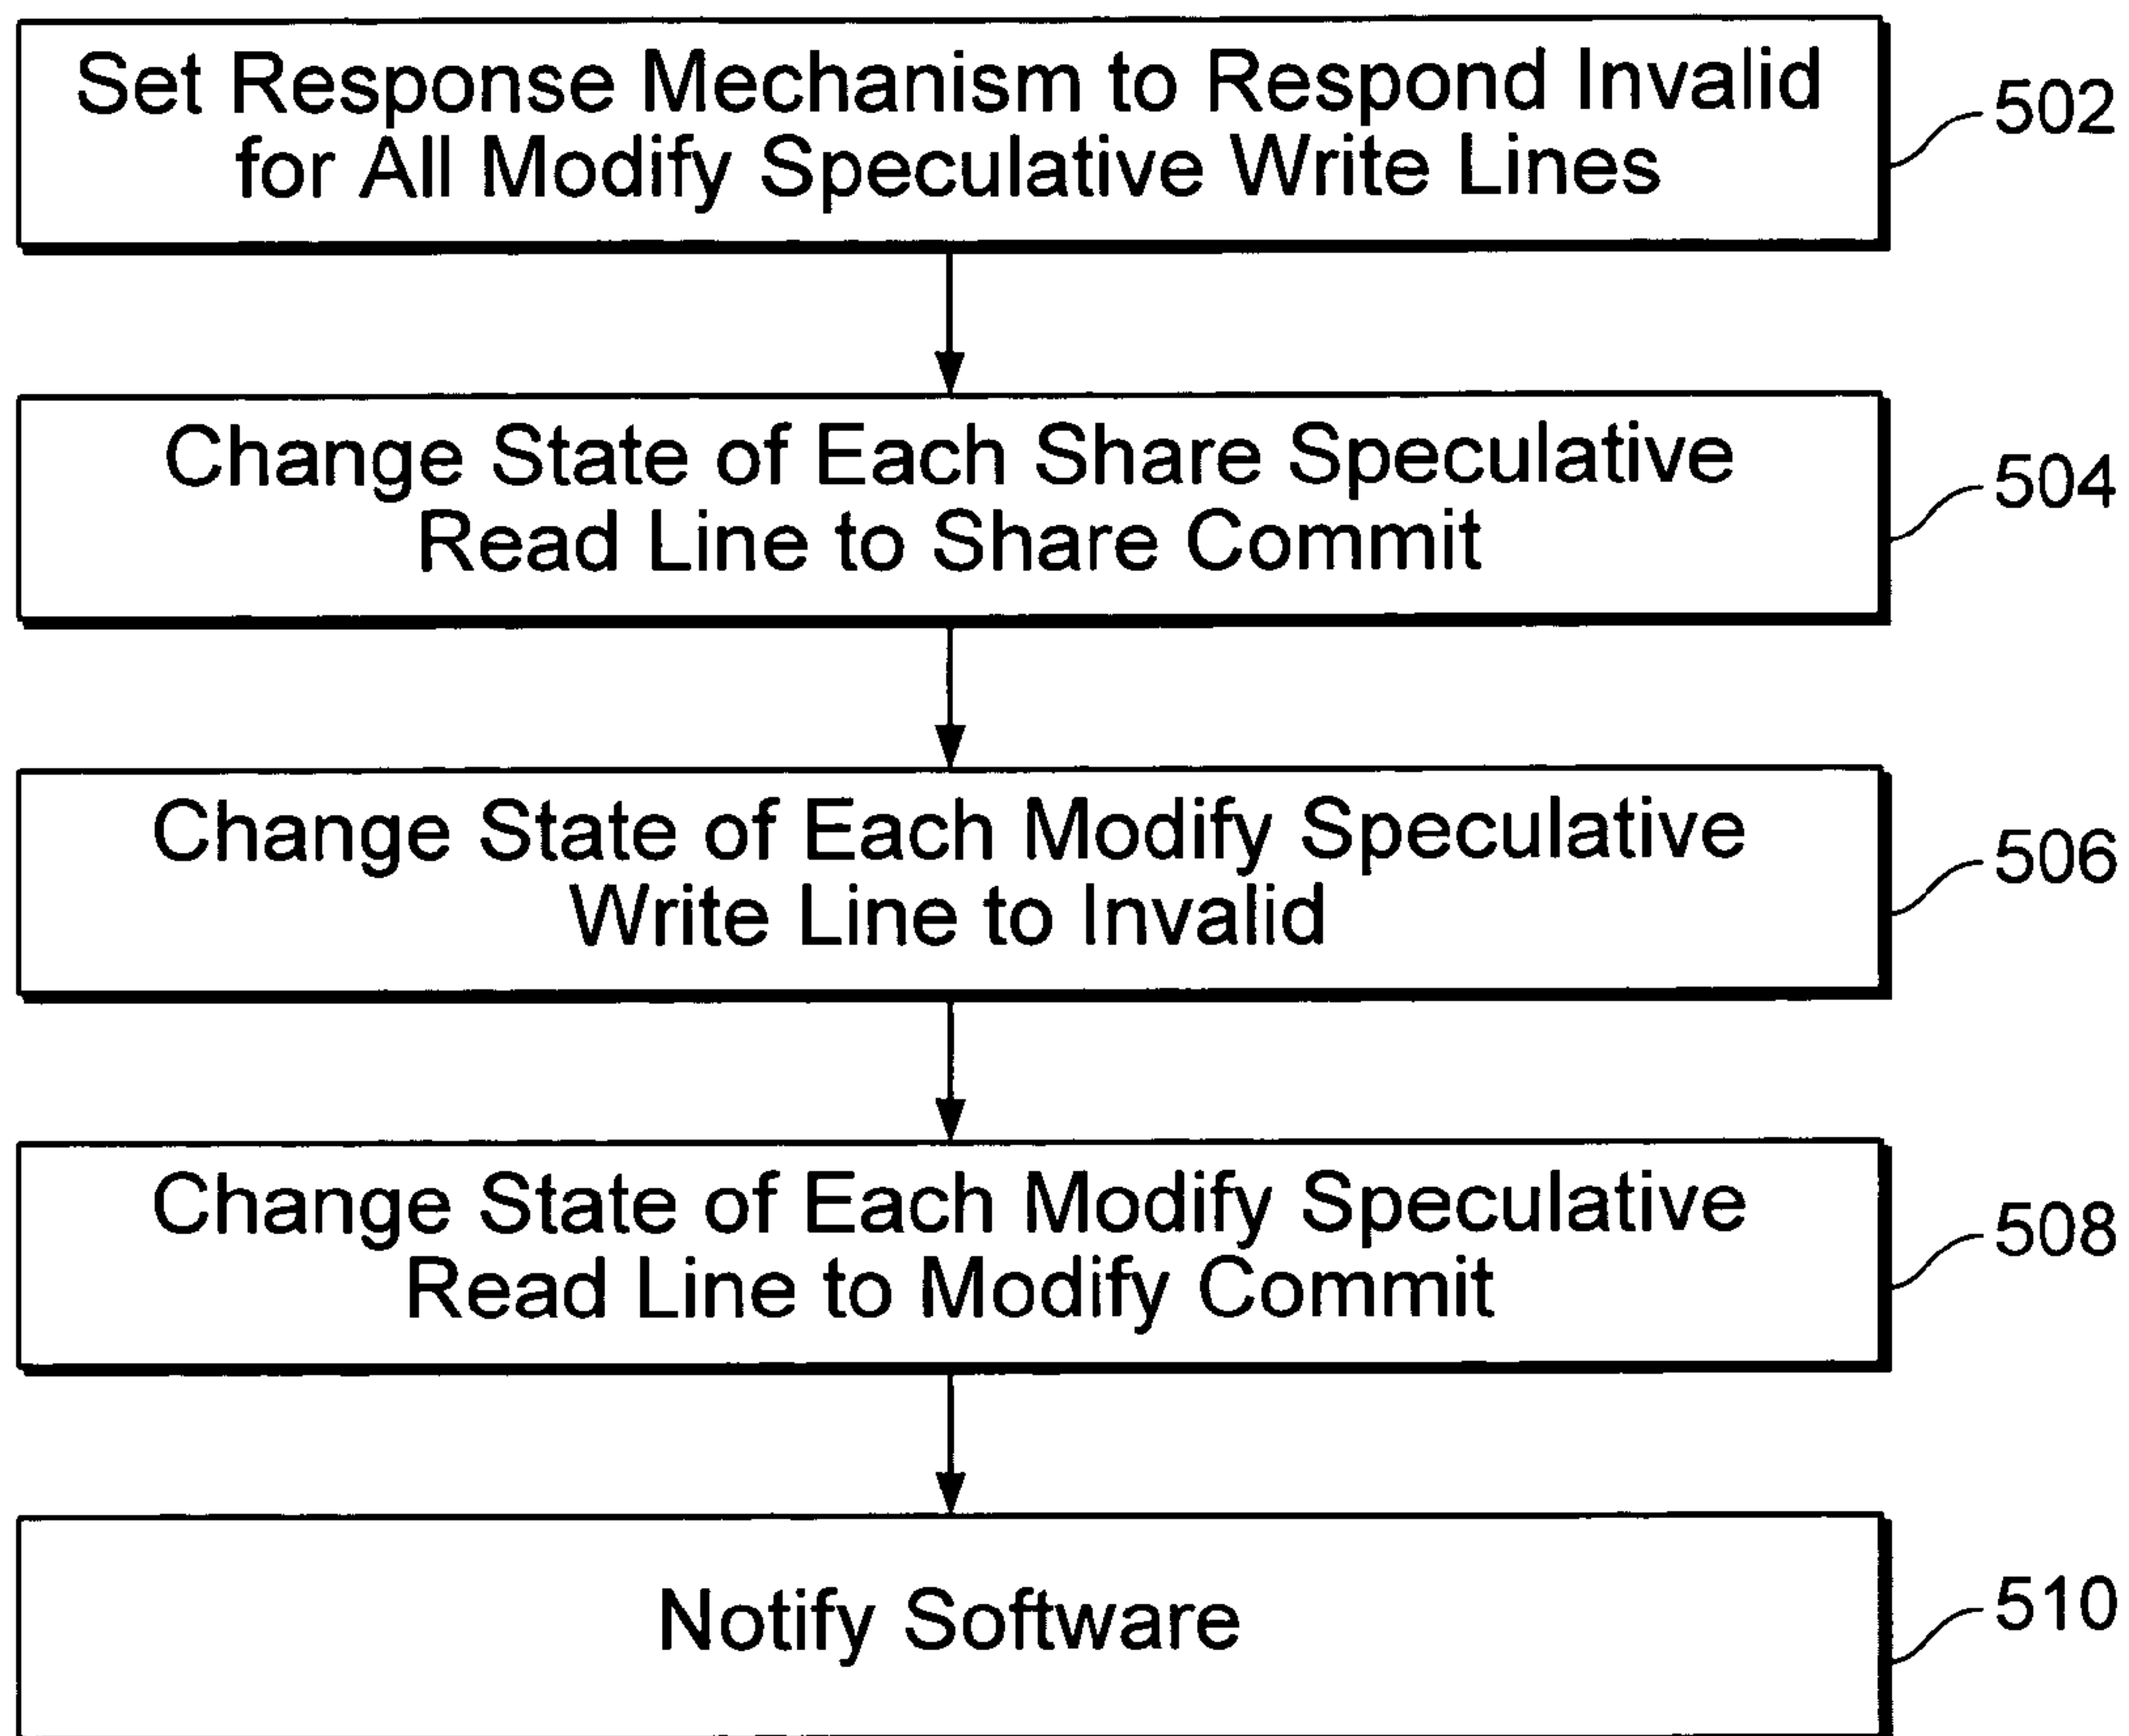 Set Response Mechanism to Respond Invalid
for All Modify Speculative Write Lines
502
Change State of Each Share Speculative
Read Line to Share Commit
504
Change State of Each Modify Speculative
Write Line to Invalid
506
Change State of Each Modify Speculative
Read Line to Modify Commit
508
Notify Software
510